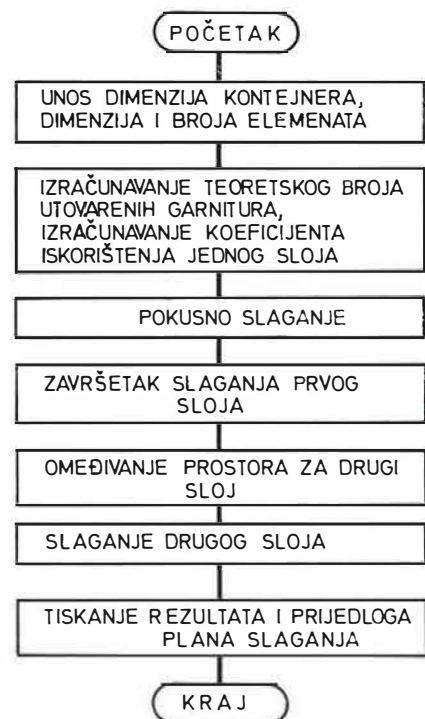 POČETAK
UNOS DIMENZIJA KONTEJNERA,
DIMENZIJA I BROJA ELEMENATA
IZRAČUNAVANJE TEORETSKOG BROJA
UTOVARENIH GARNITURA,
IZRAČUNAVANJE KOEFICIJENTA
ISKORIŠTENJA JEDNOG SLOJA
POKUSNO SLAGANJE
ZAVRŠETAK SLAGANJA PRVOG
SLOJA
OMEĐIVANJE PROSTORA ZA DRUGI
SLOJ
SLAGANJE DRUGOG SLOJA
TISKANJE REZULTATA I PRIJEDLOGA
PLANA SLAGANJA
KRAJ